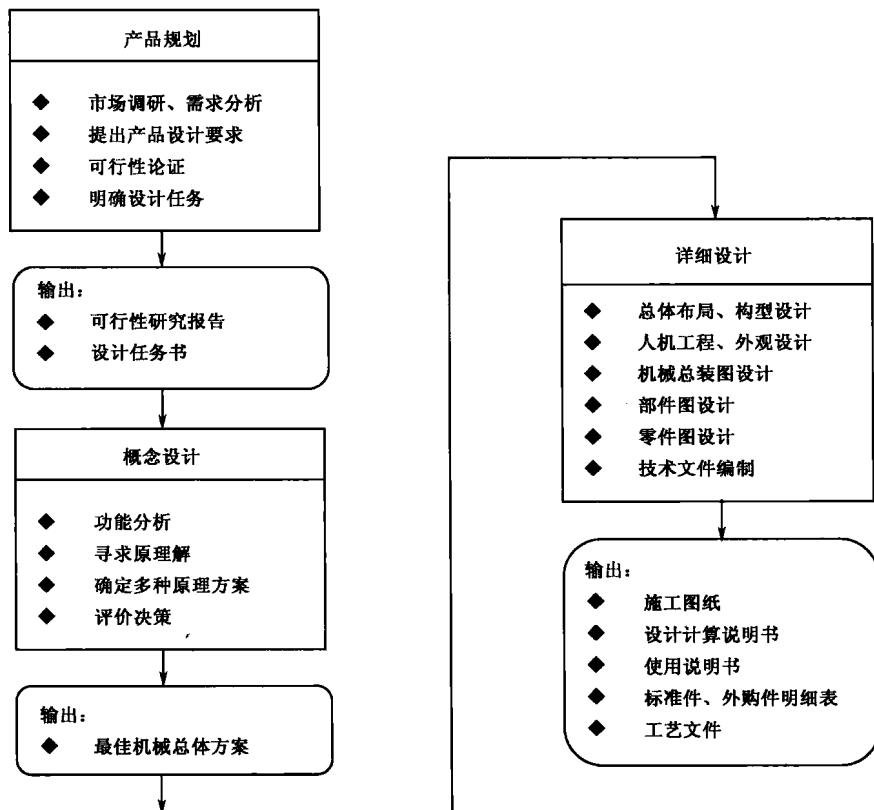 产品规划
◆ 市场调研、需求分析
◆ 提出产品设计要求
◆ 可行性论证
◆ 明确设计任务
输出：
◆ 可行性研究报告
◆ 设计任务书
概念设计
◆ 功能分析
◆ 寻求原理解
◆ 确定多种原理方案
◆ 评价决策
输出：
◆ 最佳机械总体方案
详细设计
◆ 总体布局、构型设计
◆ 人机工程、外观设计
◆ 机械总装图设计
◆ 部件图设计
◆ 零件图设计
◆ 技术文件编制
输出：
◆ 施工图纸
◆ 设计计算说明书
◆ 使用说明书
◆ 标准件、外购件明细表
◆ 工艺文件